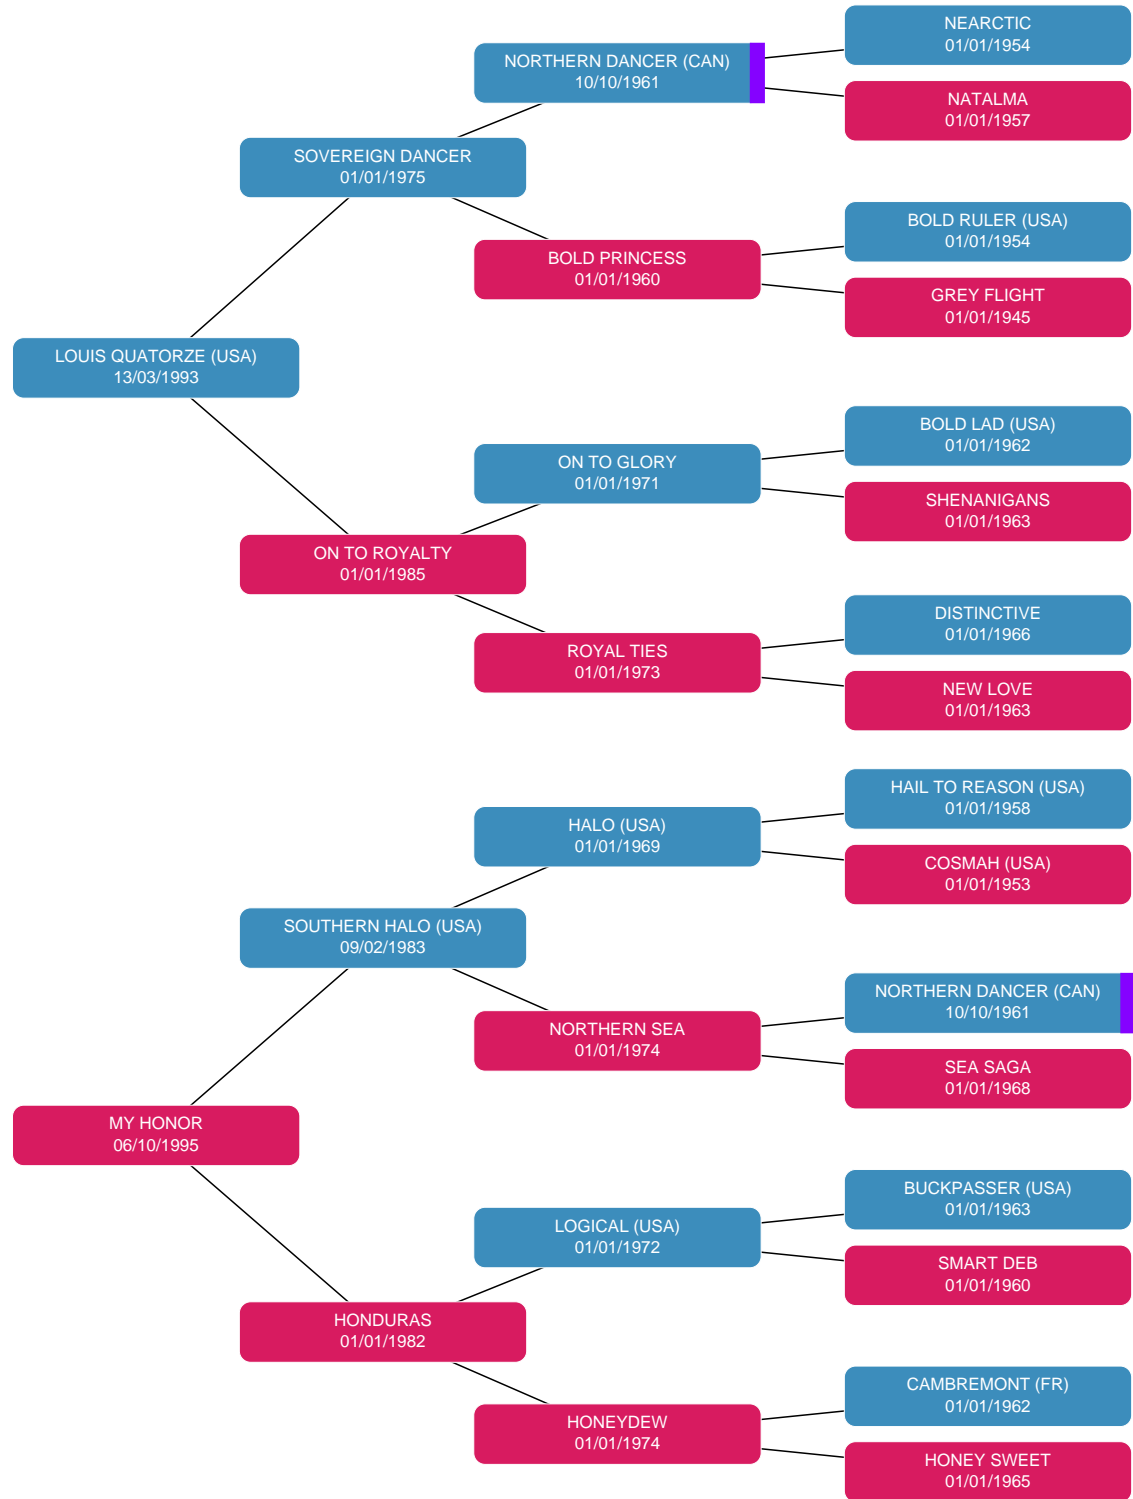 NEARCTIC
01/01/1954
NORTHERN DANCER (CAN)
10/10/1961
NATALMA
01/01/1957
SOVEREIGN DANCER
01/01/1975
BOLD RULER (USA)
01/01/1954
BOLD PRINCESS
01/01/1960
GREY FLIGHT
01/01/1945
LOUIS QUATORZE (USA)
13/03/1993
BOLD LAD (USA)
01/01/1962
ON TO GLORY
01/01/1971
SHENANIGANS
01/01/1963
ON TO ROYALTY
01/01/1985
DISTINCTIVE
01/01/1966
ROYAL TIES
01/01/1973
NEW LOVE
01/01/1963
HAIL TO REASON (USA)
01/01/1958
HALO (USA)
01/01/1969
COSMAH (USA)
01/01/1953
SOUTHERN HALO (USA)
09/02/1983
NORTHERN DANCER (CAN)
10/10/1961
NORTHERN SEA
01/01/1974
SEA SAGA
01/01/1968
MY HONOR
06/10/1995
BUCKPASSER (USA)
01/01/1963
LOGICAL (USA)
01/01/1972
SMART DEB
01/01/1960
HONDURAS
01/01/1982
CAMBREMONT (FR)
01/01/1962
HONEYDEW
01/01/1974
HONEY SWEET
01/01/1965